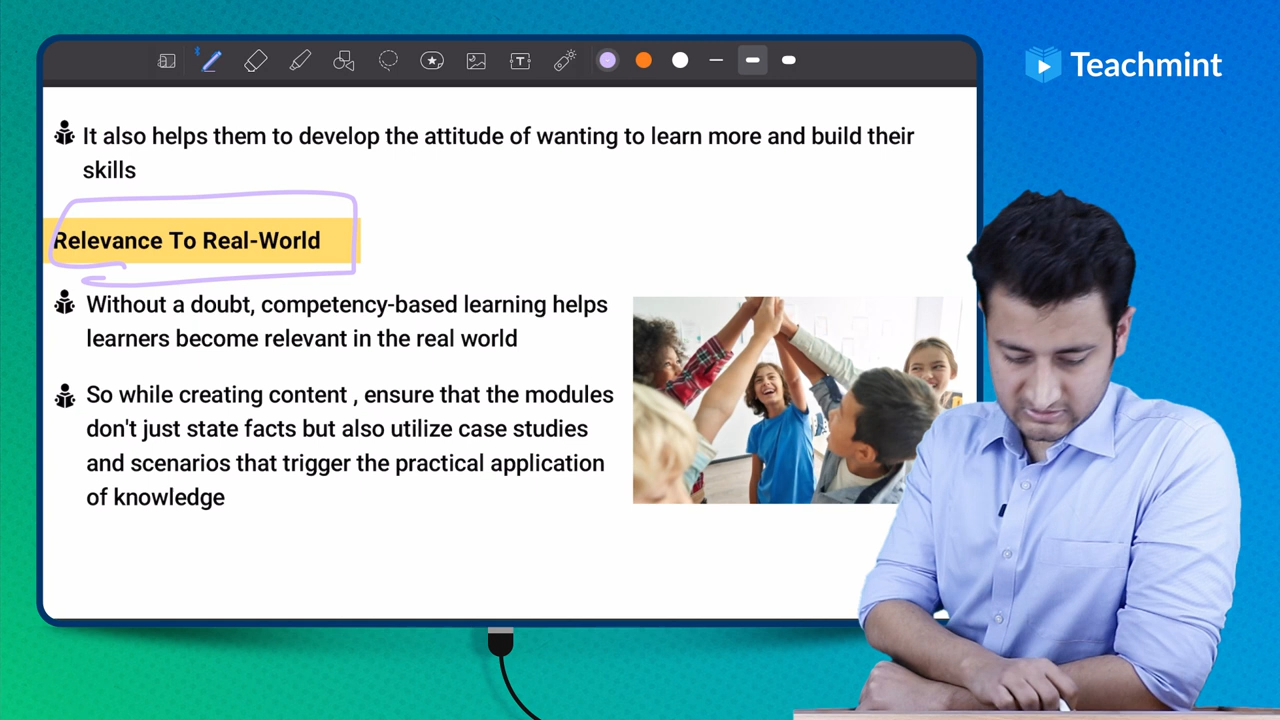 Teachmint
It also helps them to develop the attitude of wanting to learn more and build their
skills
Relevance To Real-World
Without a doubt, competency-based learning helps
learners become relevant in the real world
So while creating content , ensure that the modules
don't just state facts but also utilize case studies
and scenarios that trigger the practical application
of knowledge